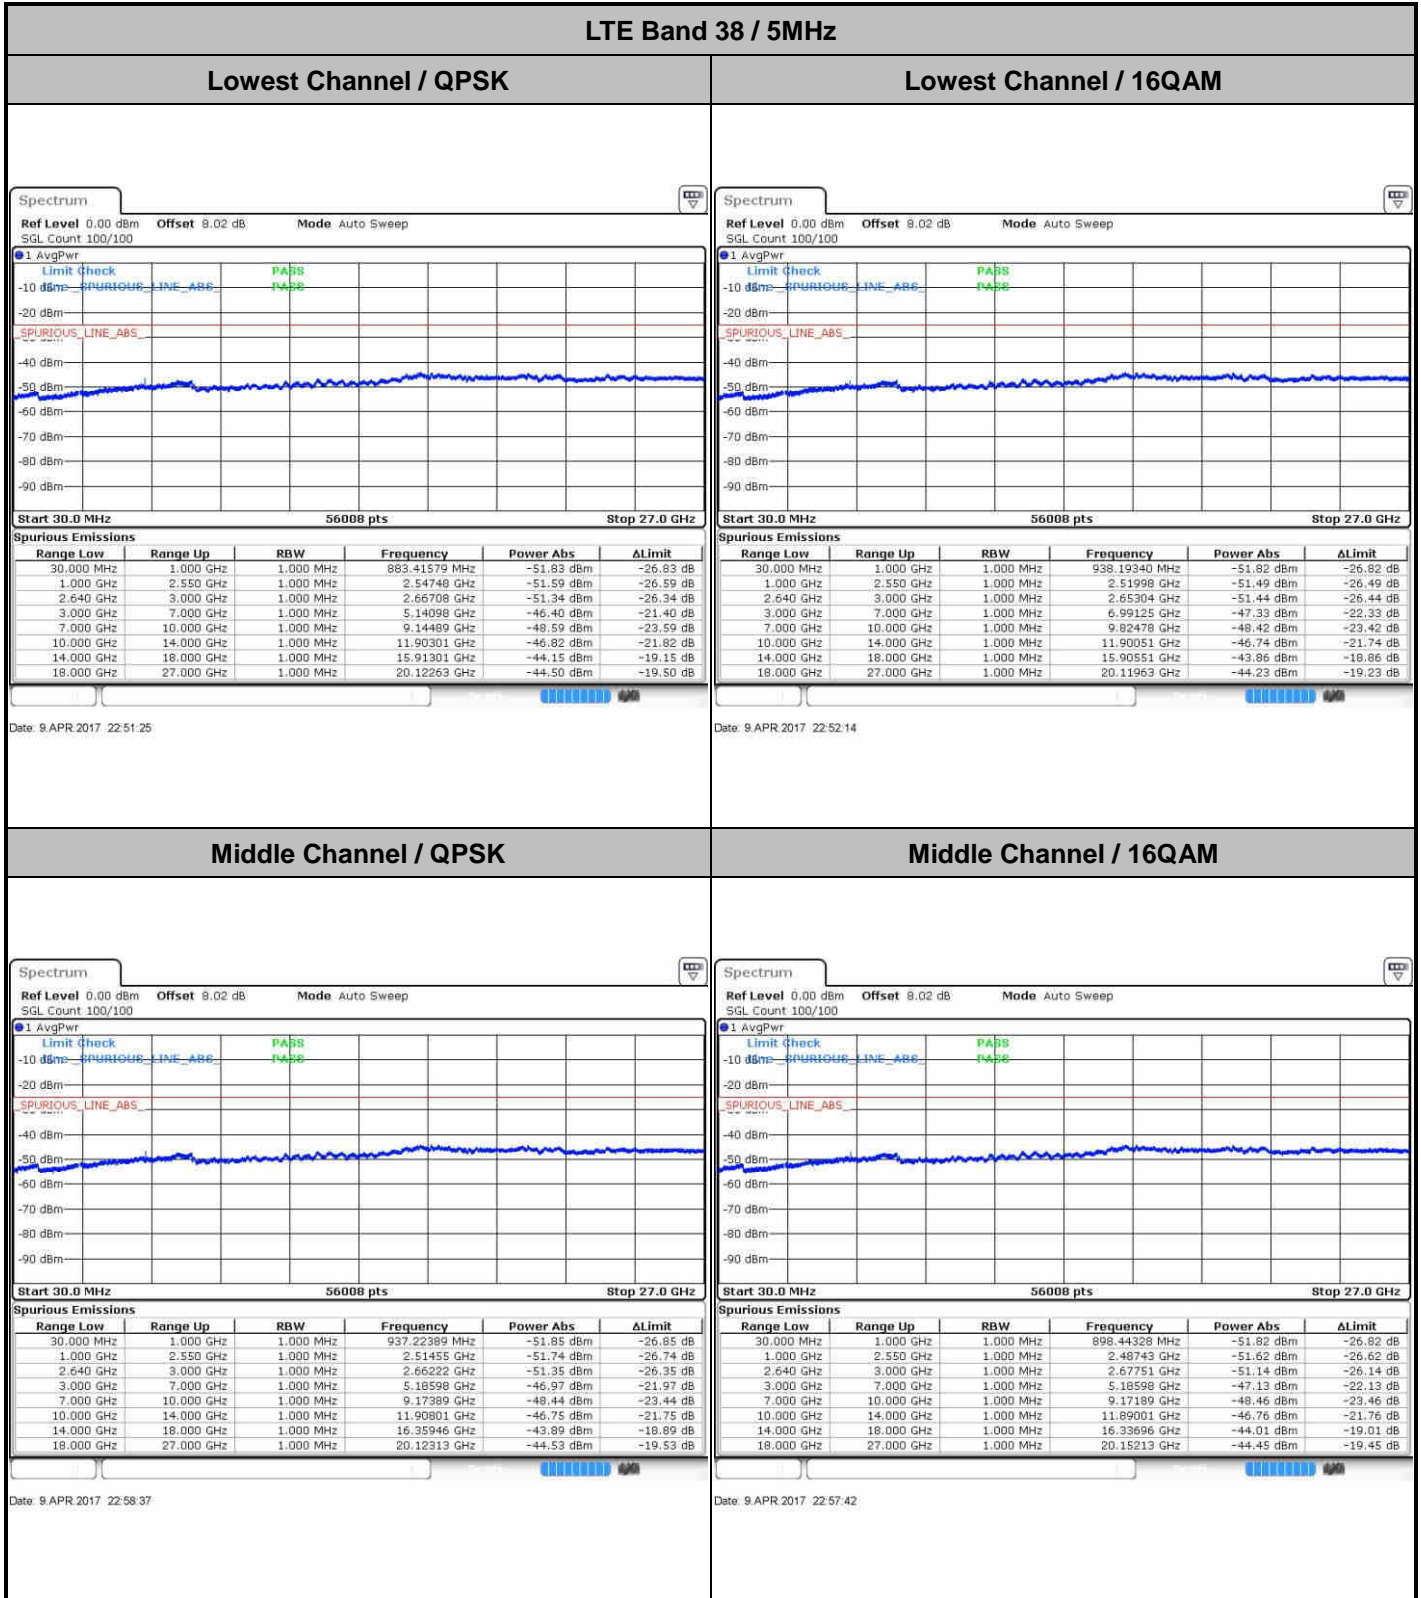 LTE Band 38 / 5MHz
Lowest Channel / QPSK
Lowest Channel / 16QAM
Spectrum
Ref Level 0.00 dBm Offset 8.02 dB Mode Auto Sweep
SGL Count 100/100
1 AvgPwr
Limit Check PASS
Line _SPURIOUS_LINE_ABS_ PASS
-10 dBm
-20 dBm
_SPURIOUS_LINE_ABS_
-40 dBm
-50 dBm
-60 dBm
-70 dBm
-80 dBm
-90 dBm
Start 30.0 MHz 56008 pts Stop 27.0 GHz
Spurious Emissions
Range Low Range Up RBW Frequency Power Abs ΔLimit
30.000 MHz 1.000 GHz 1.000 MHz 883.41579 MHz -51.83 dBm -26.83 dB
1.000 GHz 2.550 GHz 1.000 MHz 2.54748 GHz -51.59 dBm -26.59 dB
2.640 GHz 3.000 GHz 1.000 MHz 2.66708 GHz -51.34 dBm -26.34 dB
3.000 GHz 7.000 GHz 1.000 MHz 5.14098 GHz -46.40 dBm -21.40 dB
7.000 GHz 10.000 GHz 1.000 MHz 9.14489 GHz -48.59 dBm -23.59 dB
10.000 GHz 14.000 GHz 1.000 MHz 11.90301 GHz -46.82 dBm -21.82 dB
14.000 GHz 18.000 GHz 1.000 MHz 15.91301 GHz -44.15 dBm -19.15 dB
18.000 GHz 27.000 GHz 1.000 MHz 20.12263 GHz -44.50 dBm -19.50 dB
Date: 9.APR.2017 22:51:25
Spectrum
Ref Level 0.00 dBm Offset 8.02 dB Mode Auto Sweep
SGL Count 100/100
1 AvgPwr
Limit Check PASS
Line _SPURIOUS_LINE_ABS_ PASS
-10 dBm
-20 dBm
_SPURIOUS_LINE_ABS_
-40 dBm
-50 dBm
-60 dBm
-70 dBm
-80 dBm
-90 dBm
Start 30.0 MHz 56008 pts Stop 27.0 GHz
Spurious Emissions
Range Low Range Up RBW Frequency Power Abs ΔLimit
30.000 MHz 1.000 GHz 1.000 MHz 938.19340 MHz -51.82 dBm -26.82 dB
1.000 GHz 2.550 GHz 1.000 MHz 2.51998 GHz -51.49 dBm -26.49 dB
2.640 GHz 3.000 GHz 1.000 MHz 2.65304 GHz -51.44 dBm -26.44 dB
3.000 GHz 7.000 GHz 1.000 MHz 6.99125 GHz -47.33 dBm -22.33 dB
7.000 GHz 10.000 GHz 1.000 MHz 9.82478 GHz -48.42 dBm -23.42 dB
10.000 GHz 14.000 GHz 1.000 MHz 11.90051 GHz -46.74 dBm -21.74 dB
14.000 GHz 18.000 GHz 1.000 MHz 15.90551 GHz -43.86 dBm -18.86 dB
18.000 GHz 27.000 GHz 1.000 MHz 20.11963 GHz -44.23 dBm -19.23 dB
Date: 9.APR.2017 22:52:14
Middle Channel / QPSK
Middle Channel / 16QAM
Spectrum
Ref Level 0.00 dBm Offset 8.02 dB Mode Auto Sweep
SGL Count 100/100
1 AvgPwr
Limit Check PASS
Line _SPURIOUS_LINE_ABS_ PASS
-10 dBm
-20 dBm
_SPURIOUS_LINE_ABS_
-40 dBm
-50 dBm
-60 dBm
-70 dBm
-80 dBm
-90 dBm
Start 30.0 MHz 56008 pts Stop 27.0 GHz
Spurious Emissions
Range Low Range Up RBW Frequency Power Abs ΔLimit
30.000 MHz 1.000 GHz 1.000 MHz 937.22389 MHz -51.85 dBm -26.85 dB
1.000 GHz 2.550 GHz 1.000 MHz 2.51455 GHz -51.74 dBm -26.74 dB
2.640 GHz 3.000 GHz 1.000 MHz 2.66222 GHz -51.35 dBm -26.35 dB
3.000 GHz 7.000 GHz 1.000 MHz 5.18598 GHz -46.97 dBm -21.97 dB
7.000 GHz 10.000 GHz 1.000 MHz 9.17389 GHz -48.44 dBm -23.44 dB
10.000 GHz 14.000 GHz 1.000 MHz 11.90801 GHz -46.75 dBm -21.75 dB
14.000 GHz 18.000 GHz 1.000 MHz 16.35946 GHz -43.89 dBm -18.89 dB
18.000 GHz 27.000 GHz 1.000 MHz 20.12313 GHz -44.53 dBm -19.53 dB
Date: 9.APR.2017 22:58:37
Spectrum
Ref Level 0.00 dBm Offset 8.02 dB Mode Auto Sweep
SGL Count 100/100
1 AvgPwr
Limit Check PASS
Line _SPURIOUS_LINE_ABS_ PASS
-10 dBm
-20 dBm
_SPURIOUS_LINE_ABS_
-40 dBm
-50 dBm
-60 dBm
-70 dBm
-80 dBm
-90 dBm
Start 30.0 MHz 56008 pts Stop 27.0 GHz
Spurious Emissions
Range Low Range Up RBW Frequency Power Abs ΔLimit
30.000 MHz 1.000 GHz 1.000 MHz 898.44328 MHz -51.82 dBm -26.82 dB
1.000 GHz 2.550 GHz 1.000 MHz 2.48743 GHz -51.62 dBm -26.62 dB
2.640 GHz 3.000 GHz 1.000 MHz 2.67751 GHz -51.14 dBm -26.14 dB
3.000 GHz 7.000 GHz 1.000 MHz 5.18598 GHz -47.13 dBm -22.13 dB
7.000 GHz 10.000 GHz 1.000 MHz 9.17189 GHz -48.46 dBm -23.46 dB
10.000 GHz 14.000 GHz 1.000 MHz 11.89001 GHz -46.76 dBm -21.76 dB
14.000 GHz 18.000 GHz 1.000 MHz 16.33696 GHz -44.01 dBm -19.01 dB
18.000 GHz 27.000 GHz 1.000 MHz 20.15213 GHz -44.45 dBm -19.45 dB
Date: 9.APR.2017 22:57:42